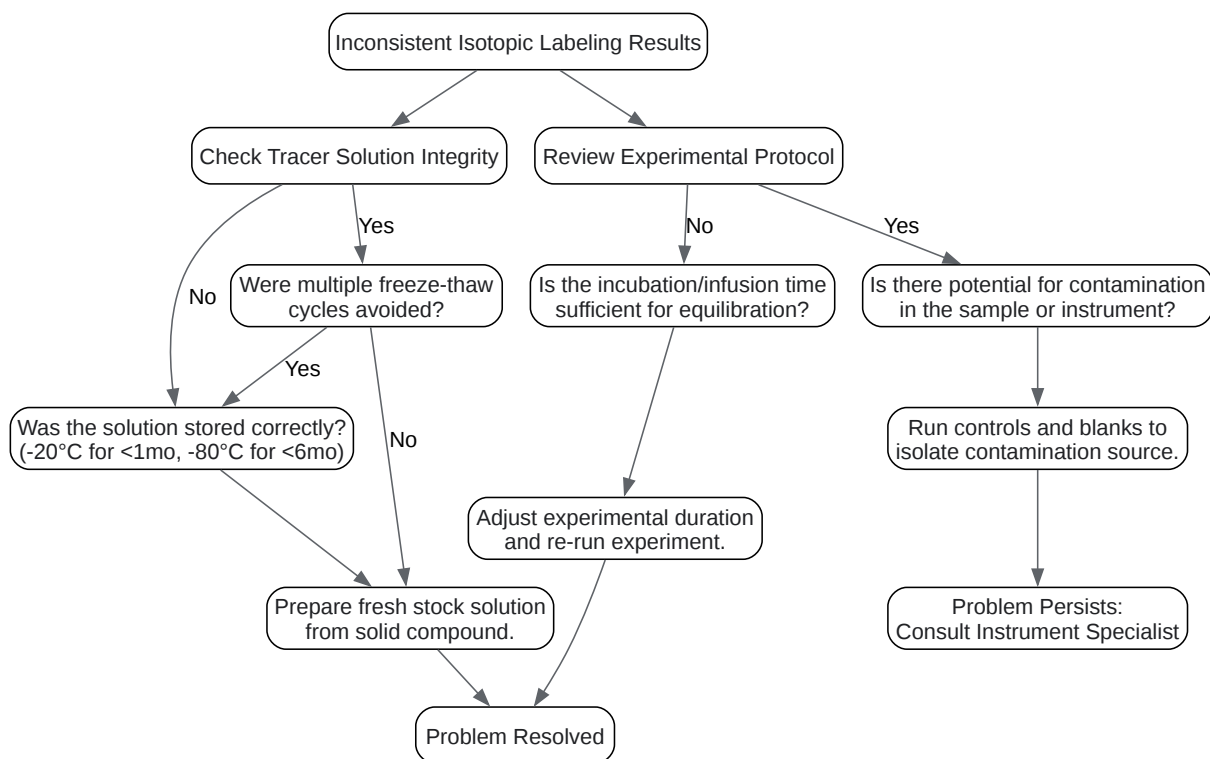 Inconsistent Isotopic Labeling Results
Check Tracer Solution Integrity
Review Experimental Protocol
Yes
No
Yes
No
Were multiple freeze-thaw
cycles avoided?
Is the incubation/infusion time
sufficient for equilibration?
Is there potential for contamination
in the sample or instrument?
Yes
No
Was the solution stored correctly?
(-20°C for <1mo, -80°C for <6mo)
Run controls and blanks to
isolate contamination source.
Adjust experimental duration
and re-run experiment.
Prepare fresh stock solution
from solid compound.
Problem Persists:
Consult Instrument Specialist
Problem Resolved